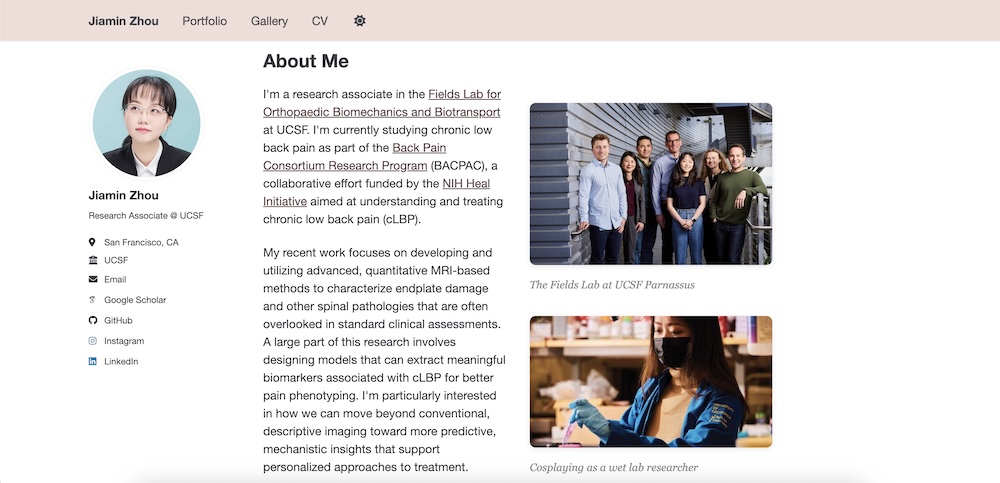 Jiamin Zhou Portfolio Gallery CV
Jiamin Zhou
Research Associate @ UCSF
San Francisco, CA
UCSF
Email
Google Scholar
GitHub
Instagram
LinkedIn
About Me
I'm a research associate in the Fields Lab for
Orthopaedic Biomechanics and Biotransport
at UCSF. I'm currently studying chronic low
back pain as part of the Back Pain
Consortium Research Program (BACPAC), a
collaborative effort funded by the NIH Heal
Initiative aimed at understanding and treating
chronic low back pain (cLBP).
My recent work focuses on developing and
utilizing advanced, quantitative MRI-based
methods to characterize endplate damage
and other spinal pathologies that are often
overlooked in standard clinical assessments.
A large part of this research involves
designing models that can extract meaningful
biomarkers associated with cLBP for better
pain phenotyping. I'm particularly interested
in how we can move beyond conventional,
descriptive imaging toward more predictive,
mechanistic insights that support
personalized approaches to treatment.
The Fields Lab at UCSF Parnassus
Cosplaying as a wet lab researcher